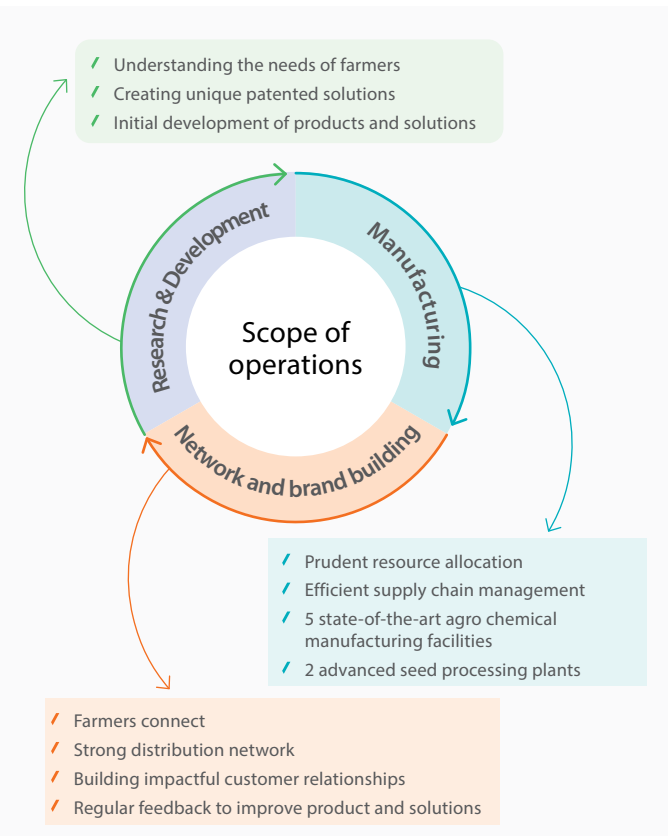 Understanding the needs of farmers
Creating unique patented solutions
Initial development of products and solutions
Research & Development
Manufacturing
Scope of
operations
Network and brand building
Prudent resource allocation
Efficient supply chain management
5 state-of-the-art agro chemical
manufacturing facilities
2 advanced seed processing plants
Farmers connect
Strong distribution network
Building impactful customer relationships
Regular feedback to improve product and solutions